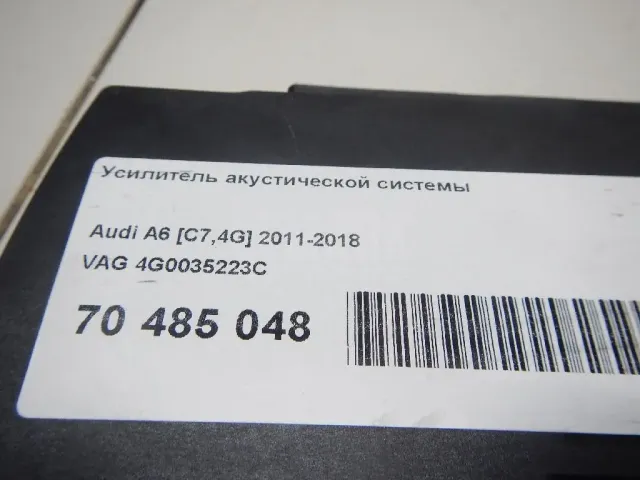 Усилитель акустической системы
Audi A6 [C7,4G] 2011-2018
VAG 4G0035223C
70 485 048